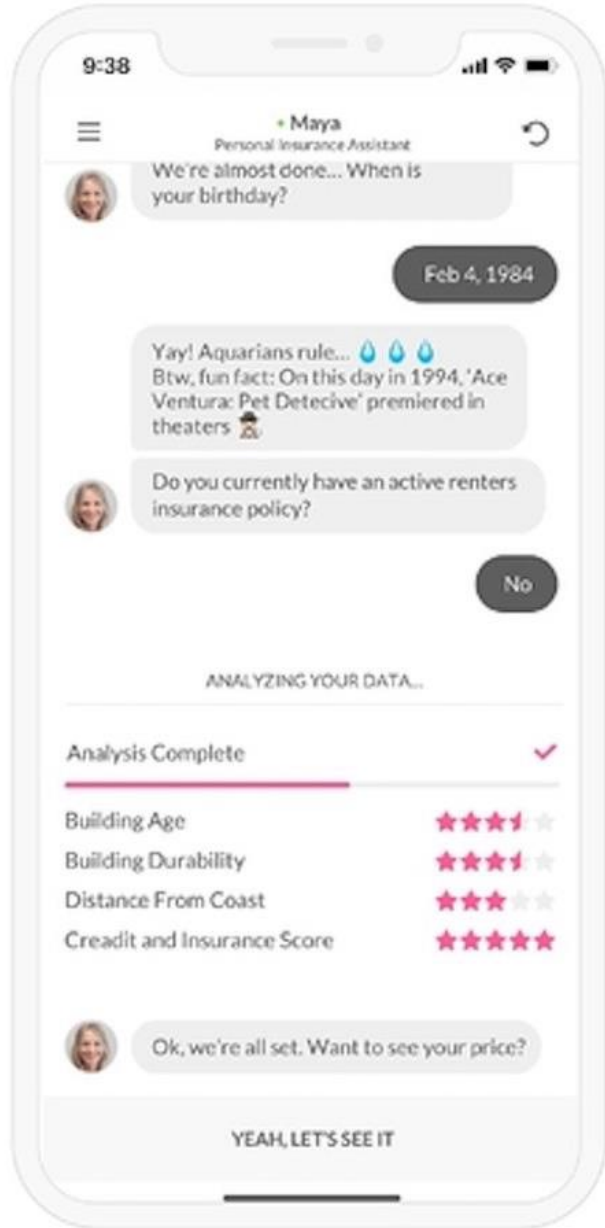 9:38
Maya
Personal Insurance Assistant
We're almost done... When is
your birthday?
Feb 4, 1984
Yay! Aquarians rule... 💧 💧 💧
Btw, fun fact: On this day in 1994, 'Ace
Ventura: Pet Detecive' premiered in
theaters 🕵
Do you currently have an active renters
insurance policy?
No
ANALYZING YOUR DATA...
Analysis Complete
Building Age
Building Durability
Distance From Coast
Creadit and Insurance Score
Ok, we're all set. Want to see your price?
YEAH, LET'S SEE IT